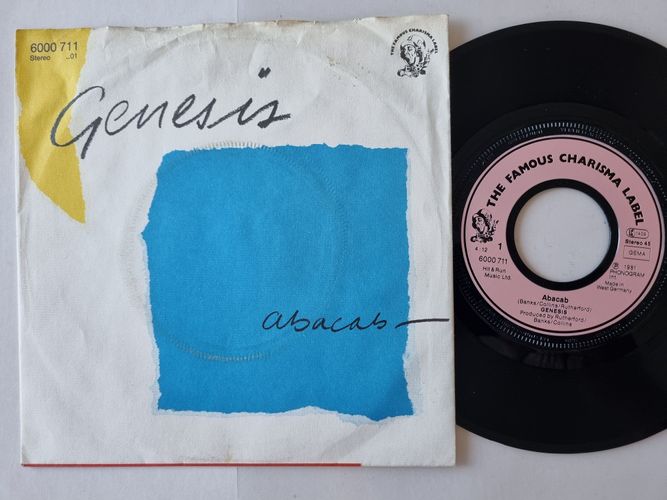 6000 711
Stereo ..01
THE FAMOUS CHARISMA LABEL
Genesis
abacab
THE FAMOUS CHARISMA LABEL
4-12 1
6000 711
Hit & Run
Music Ltd.
Stereo 45
GEMA
Ⓟ 1981
PHONOGRAM
Int.
Made in
West Germany
Abacab
(Banks/Collins/Rutherford)
GENESIS
Produced by Rutherford/
Banks/Collins